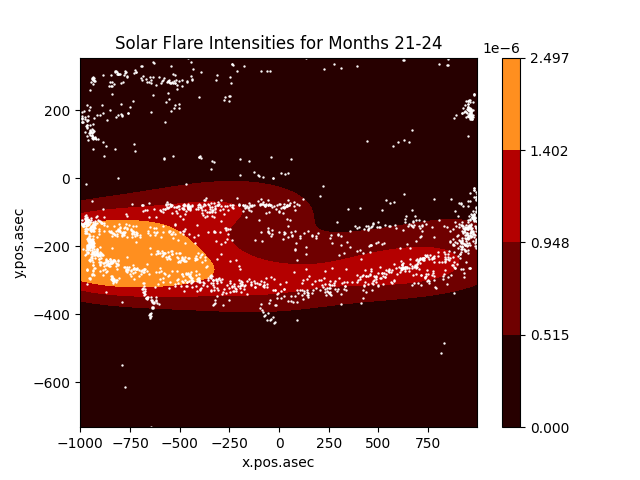 Solar Flare Intensities for Months 21-24
1e−6
2.497
1.402
0.948
0.515
0.000
200
0
−200
−400
−600
y.pos.asec
−1000 −750 −500 −250 0 250 500 750
x.pos.asec